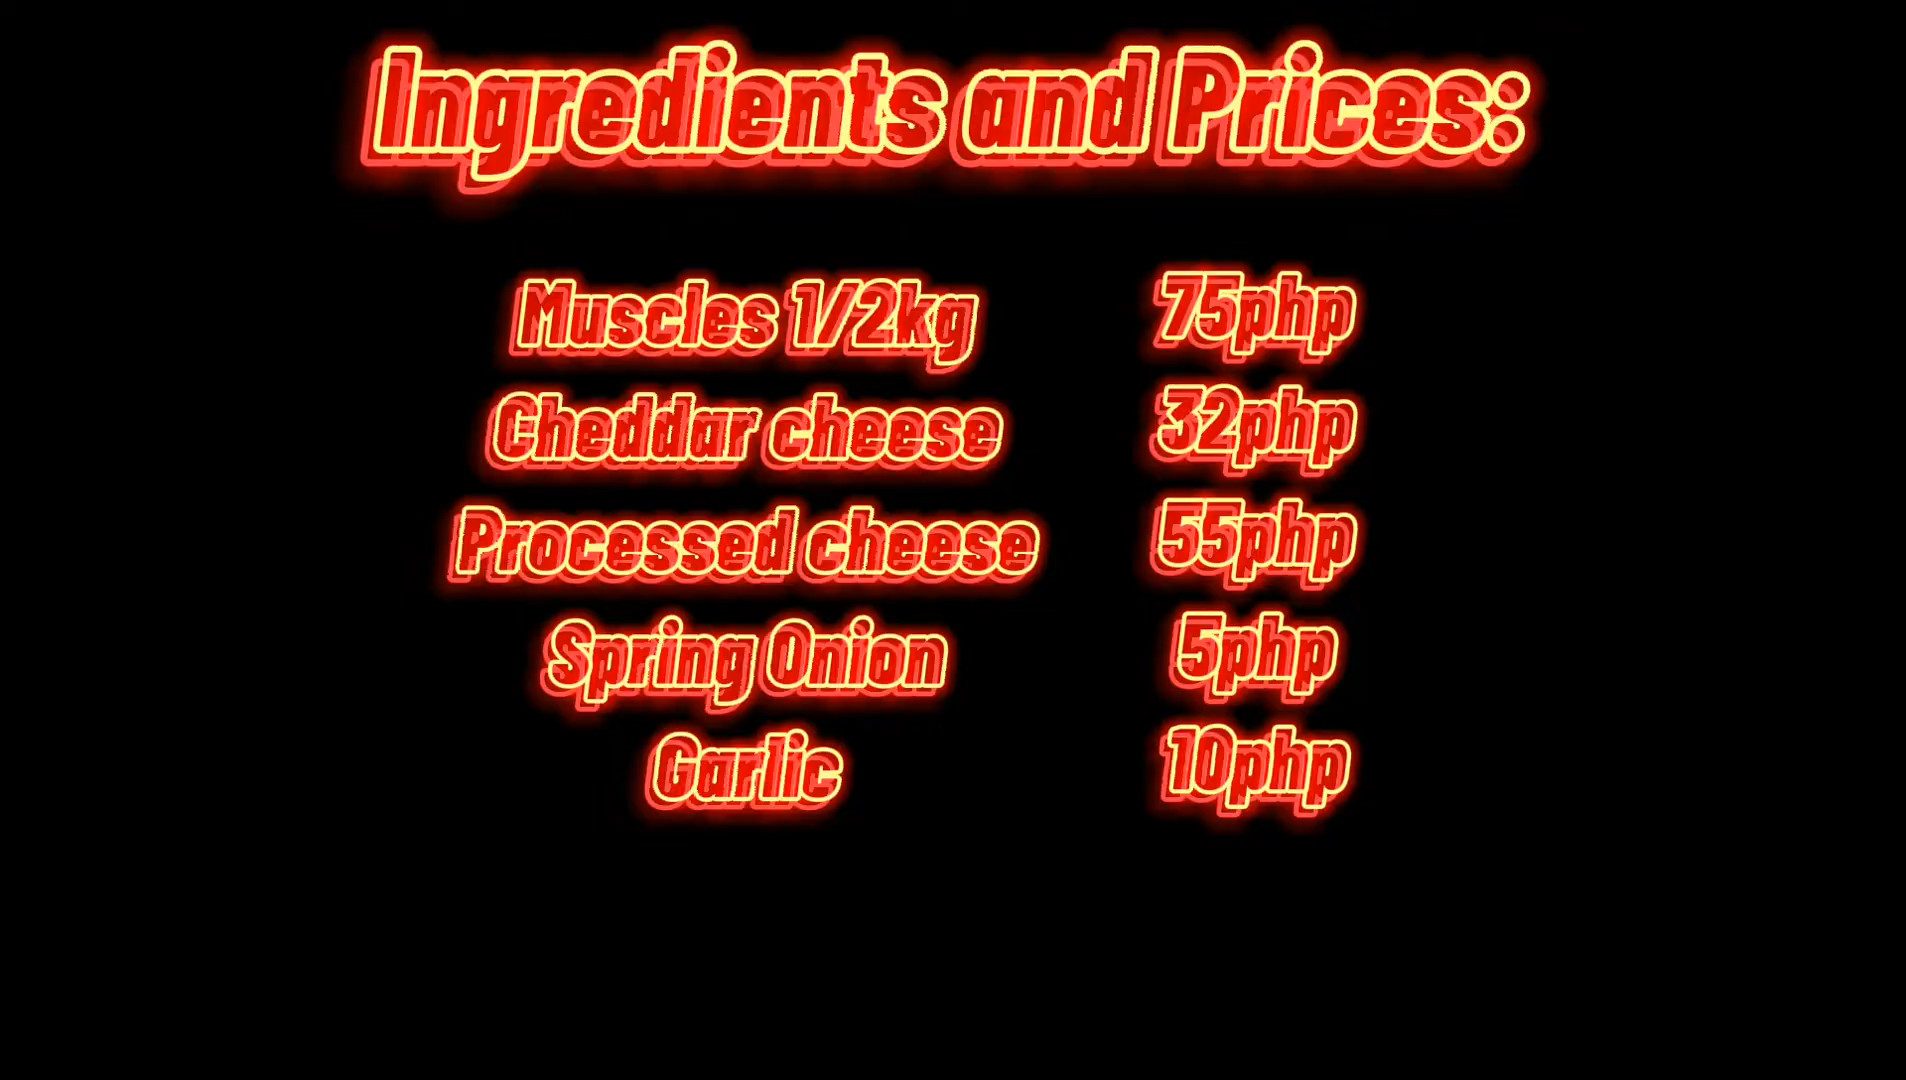 Ingredients and Prices:
Muscles 1/2kg 75php
Cheddar cheese 32php
Processed cheese 55php
Spring Onion 5php
Garlic 10php